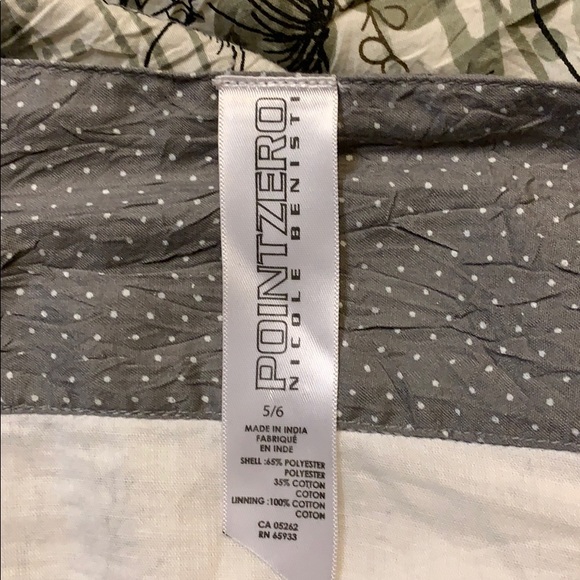 POINTZERO
NICOLE BENISTI
5/6
MADE IN INDIA
FABRIQUÉ
EN INDE
SHELL :65% POLYESTER
POLYESTER
35% COTTON
COTON
LINNING :100% COTTON
COTON
CA 05262
RN 65933